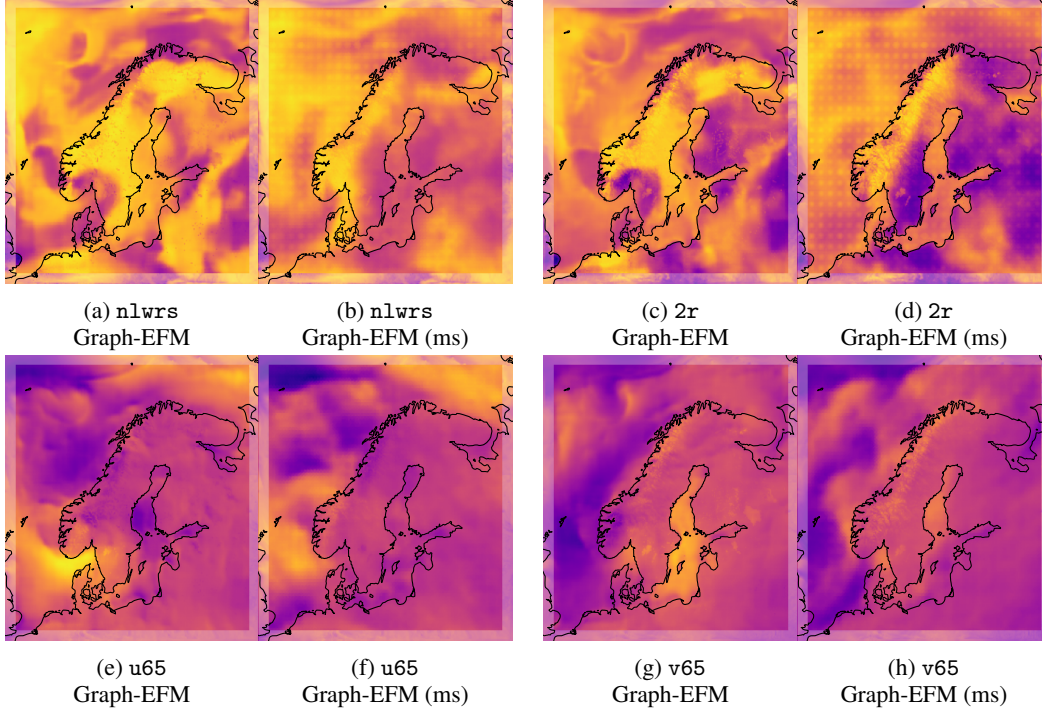 (a) nlwrs
Graph-EFM
(b) nlwrs
Graph-EFM (ms)
(c) 2r
Graph-EFM
(d) 2r
Graph-EFM (ms)
(e) u65
Graph-EFM
(f) u65
Graph-EFM (ms)
(g) v65
Graph-EFM
(h) v65
Graph-EFM (ms)